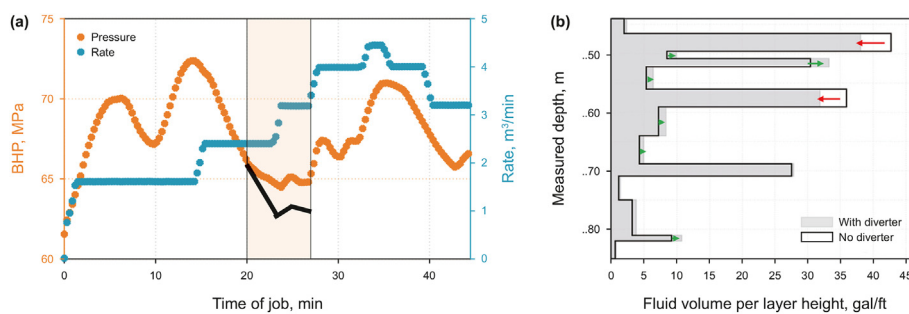 (a)
75
70
65
60
BHP, MPa
Pressure
Rate
5
4
3
2
1
0
Rate, m³/min
0
10
20
30
40
Time of job, min
(b)
..50
..60
..70
..80
Measured depth, m
With diverter
No diverter
0
5
10
15
20
25
30
35
40
45
Fluid volume per layer height, gal/ft